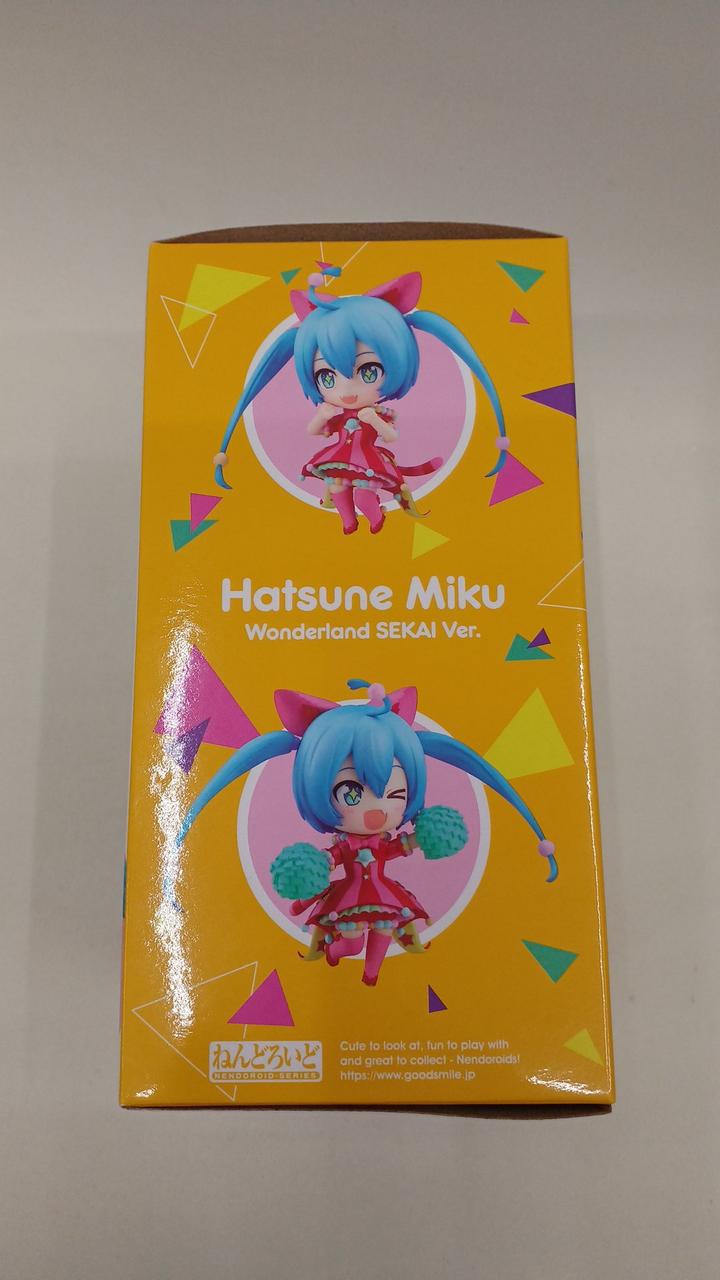 Hatsune Miku
Wonderland SEKAI Ver.
ねんどろいど
NENDOROID-SERIES
Cute to look at, fun to play with
and great to collect - Nendoroids!
https://www.goodsmile.jp